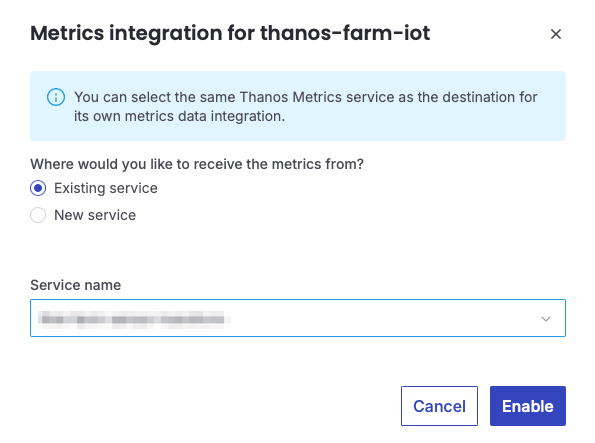 Metrics integration for thanos-farm-iot
You can select the same Thanos Metrics service as the destination for
its own metrics data integration.
Where would you like to receive the metrics from?
Existing service
New service
Service name
Cancel
Enable